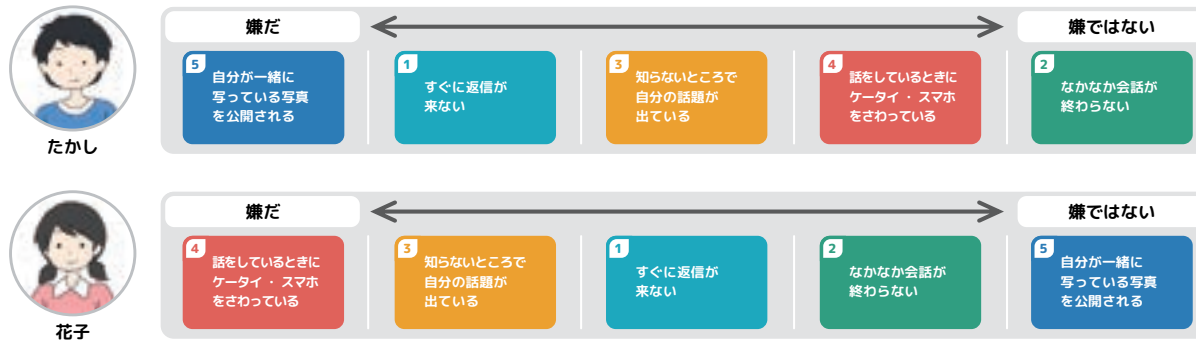 嫌だ
嫌ではない
5
自分が一緒に
写っている写真
を公開される
1
すぐに返信が
来ない
3
知らないところで
自分の話題が
出ている
4
話をしているときに
ケータイ・スマホ
をさわっている
2
なかなか会話が
終わらない
たかし
嫌だ
嫌ではない
4
話をしているときに
ケータイ・スマホ
をさわっている
3
知らないところで
自分の話題が
出ている
1
すぐに返信が
来ない
2
なかなか会話が
終わらない
5
自分が一緒に
写っている写真
を公開される
花子